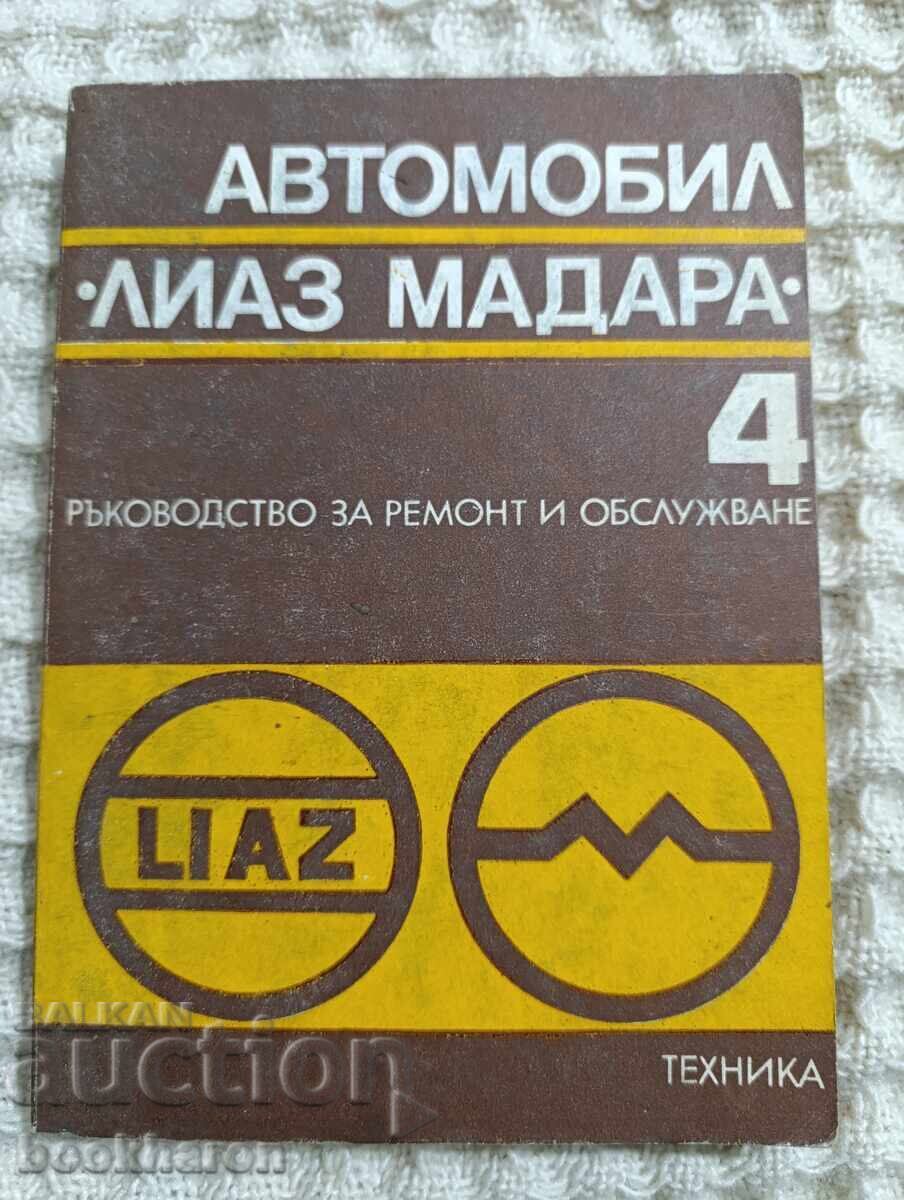 АВТОМОБИЛ
·ЛИАЗ МАДАРА·
4
РЪКОВОДСТВО ЗА РЕМОНТ И ОБСЛУЖВАНЕ
LIAZ
ТЕХНИКА
BALKAN
auction
bookharon